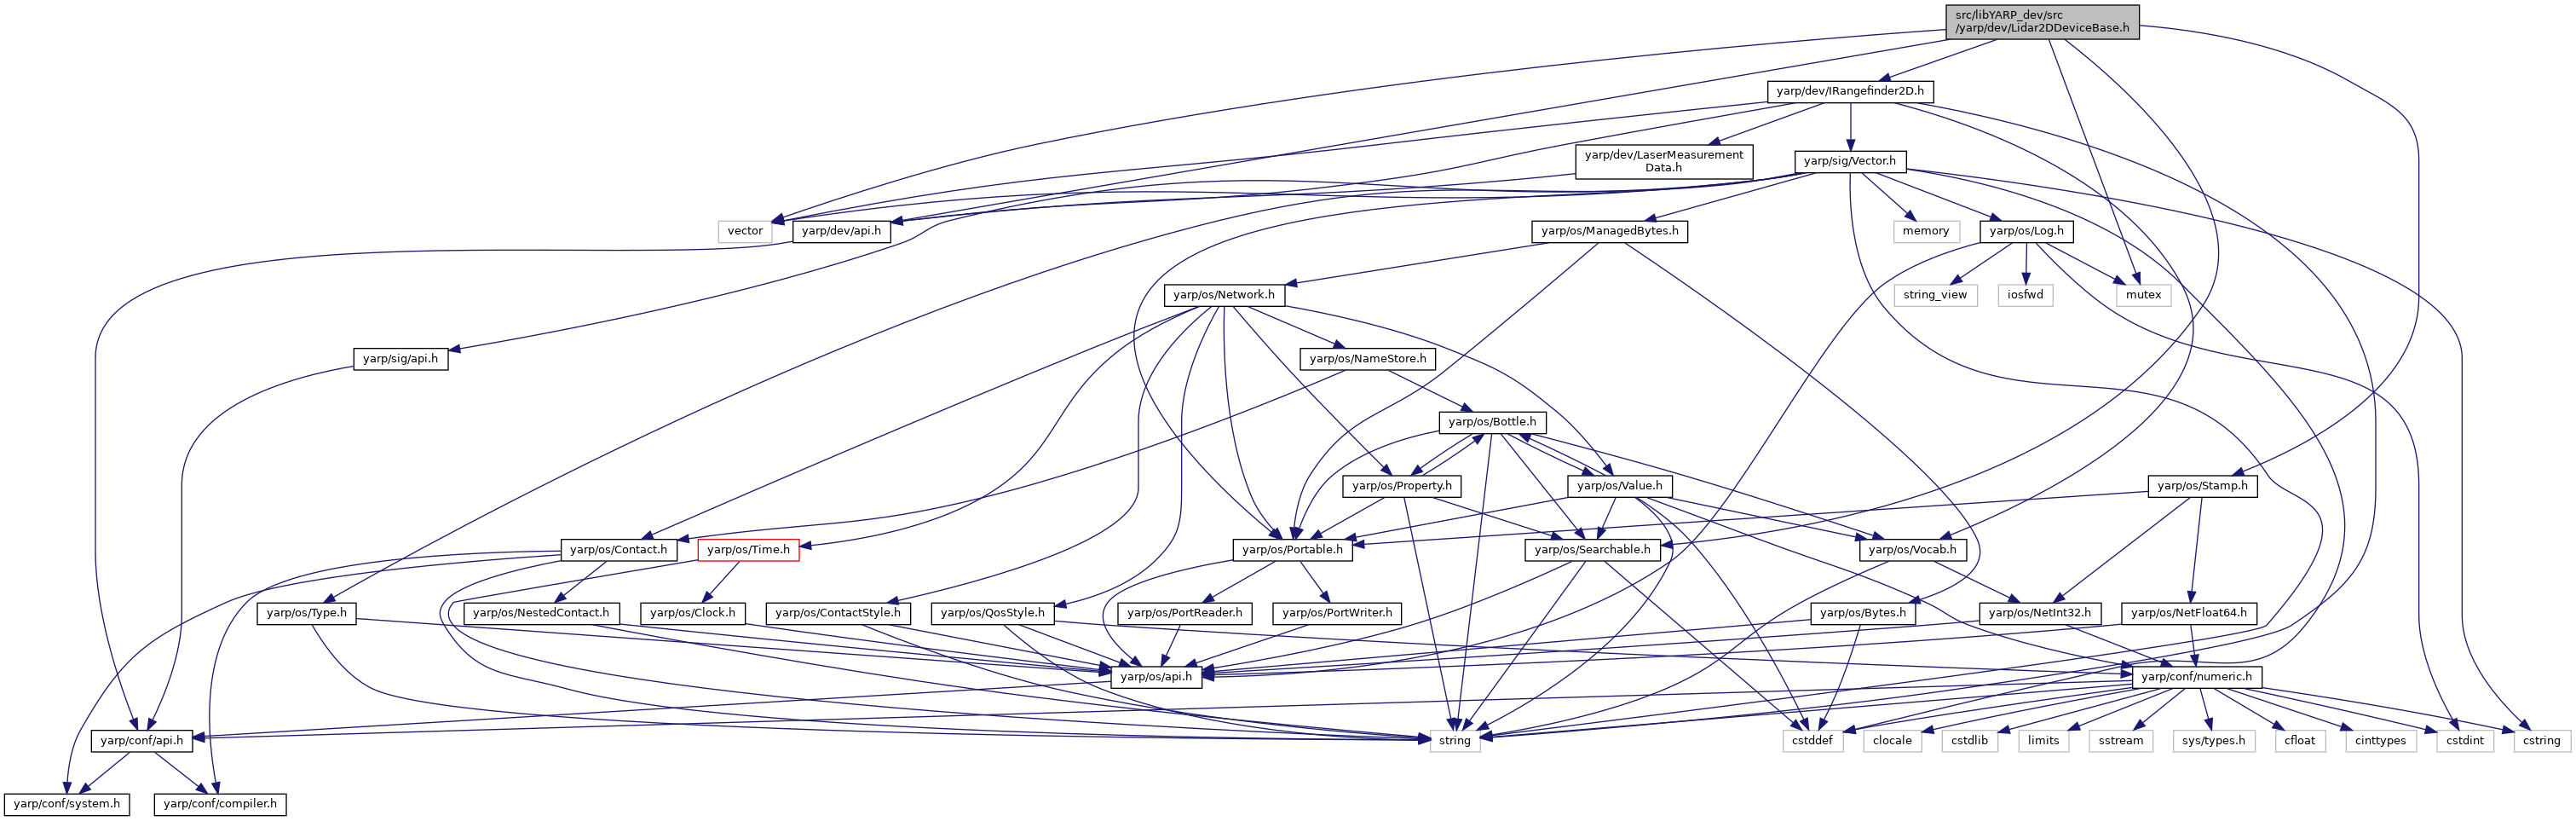 src/libYARP_dev/src
/yarp/dev/Lidar2DDeviceBase.h
yarp/dev/IRangefinder2D.h
yarp/dev/LaserMeasurement
Data.h
yarp/sig/Vector.h
vector
yarp/dev/api.h
yarp/os/ManagedBytes.h
memory
yarp/os/Log.h
yarp/os/Network.h
string_view
iosfwd
mutex
yarp/sig/api.h
yarp/os/NameStore.h
yarp/os/Bottle.h
yarp/os/Property.h
yarp/os/Value.h
yarp/os/Stamp.h
yarp/os/Contact.h
yarp/os/Time.h
yarp/os/Portable.h
yarp/os/Searchable.h
yarp/os/Vocab.h
yarp/os/Type.h
yarp/os/NestedContact.h
yarp/os/Clock.h
yarp/os/ContactStyle.h
yarp/os/QosStyle.h
yarp/os/PortReader.h
yarp/os/PortWriter.h
yarp/os/Bytes.h
yarp/os/NetInt32.h
yarp/os/NetFloat64.h
yarp/os/api.h
yarp/conf/numeric.h
yarp/conf/api.h
string
cstddef
clocale
cstdlib
limits
sstream
sys/types.h
cfloat
cinttypes
cstdint
cstring
yarp/conf/system.h
yarp/conf/compiler.h